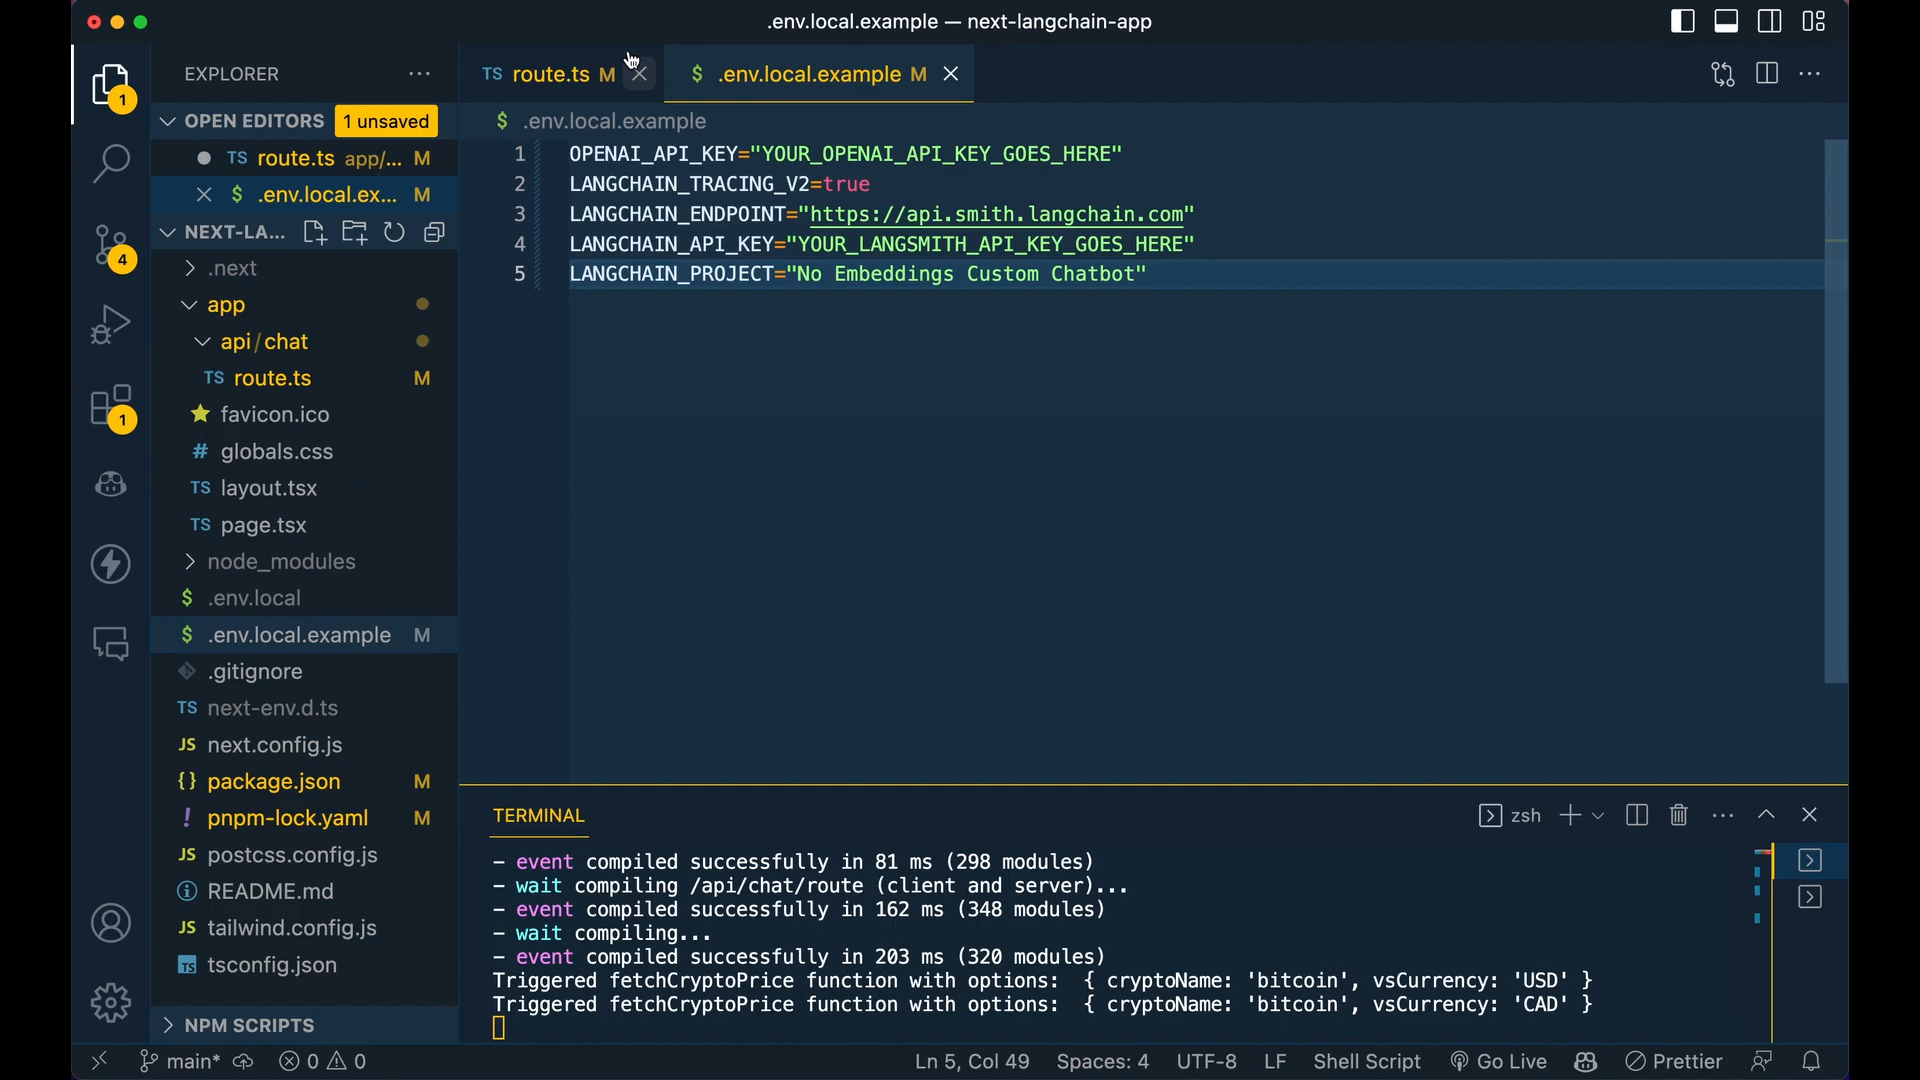 .env.local.example — next-langchain-app
EXPLORER
TS route.ts M
$ .env.local.example M
1
OPEN EDITORS 1 unsaved
$ .env.local.example
TS route.ts app/... M
$ .env.local.ex... M
NEXT-LA...
4
.next
app
api/chat
TS route.ts M
favicon.ico
1
# globals.css
TS layout.tsx
TS page.tsx
node_modules
$ .env.local
$ .env.local.example M
.gitignore
TS next-env.d.ts
JS next.config.js
{} package.json M
! pnpm-lock.yaml M
JS postcss.config.js
README.md
JS tailwind.config.js
TS tsconfig.json
NPM SCRIPTS
1 OPENAI_API_KEY="YOUR_OPENAI_API_KEY_GOES_HERE"
2 LANGCHAIN_TRACING_V2=true
3 LANGCHAIN_ENDPOINT="https://api.smith.langchain.com"
4 LANGCHAIN_API_KEY="YOUR_LANGSMITH_API_KEY_GOES_HERE"
5 LANGCHAIN_PROJECT="No Embeddings Custom Chatbot"
TERMINAL
zsh
– event compiled successfully in 81 ms (298 modules)
– wait compiling /api/chat/route (client and server)...
– event compiled successfully in 162 ms (348 modules)
– wait compiling...
– event compiled successfully in 203 ms (320 modules)
Triggered fetchCryptoPrice function with options:  { cryptoName: 'bitcoin', vsCurrency: 'USD' }
Triggered fetchCryptoPrice function with options:  { cryptoName: 'bitcoin', vsCurrency: 'CAD' }
main* 0 0 Ln 5, Col 49 Spaces: 4 UTF-8 LF Shell Script Go Live Prettier